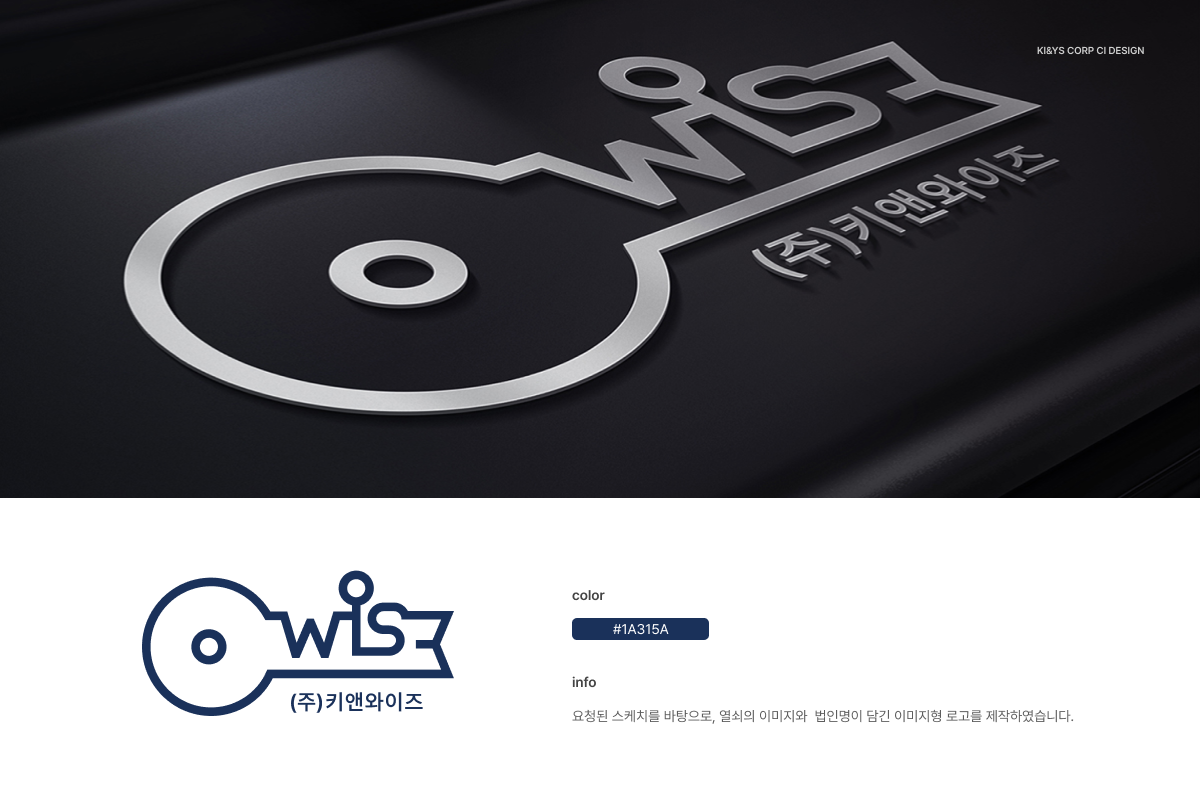 KI&YS CORP CI DESIGN
wise
(주)키앤와이즈
wise
(주)키앤와이즈
color
#1A315A
info
요청된 스케치를 바탕으로, 열쇠의 이미지와 법인명이 담긴 이미지형 로고를 제작하였습니다.